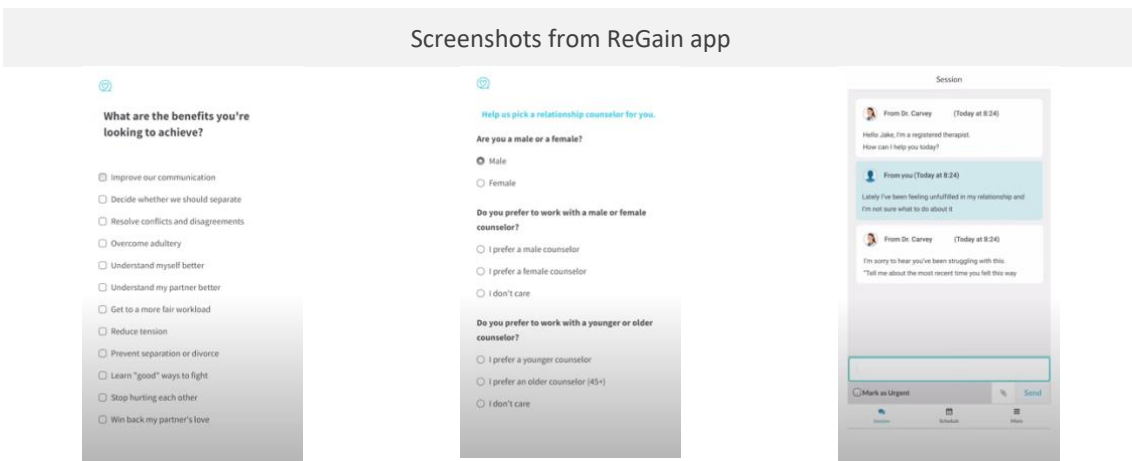 Screenshots from ReGain app
What are the benefits you're
looking to achieve?
Improve our communication
Decide whether we should separate
Resolve conflicts and disagreements
Overcome adultery
Understand myself better
Understand my partner better
Get to a more fair workload
Reduce tension
Prevent separation or divorce
Learn "good" ways to fight
Stop hurting each other
Win back my partner's love
Help us pick a relationship counselor for you.
Are you a male or a female?
Male
Female
Do you prefer to work with a male or female
counselor?
I prefer a male counselor
I prefer a female counselor
I don't care
Do you prefer to work with a younger or older
counselor?
I prefer a younger counselor
I prefer an older counselor (45+)
I don't care
Session
From Dr. Carvey (Today at 8:24)
Hello Jake, I'm a registered therapist.
How can I help you today?
From you (Today at 8:24)
Lately I've been feeling unfulfilled in my relationship and
I'm not sure what to do about it
From Dr. Carvey (Today at 8:24)
I'm sorry to hear you've been struggling with this.
"Tell me about the most recent time you felt this way
Mark as Urgent Send
Session Schedule More